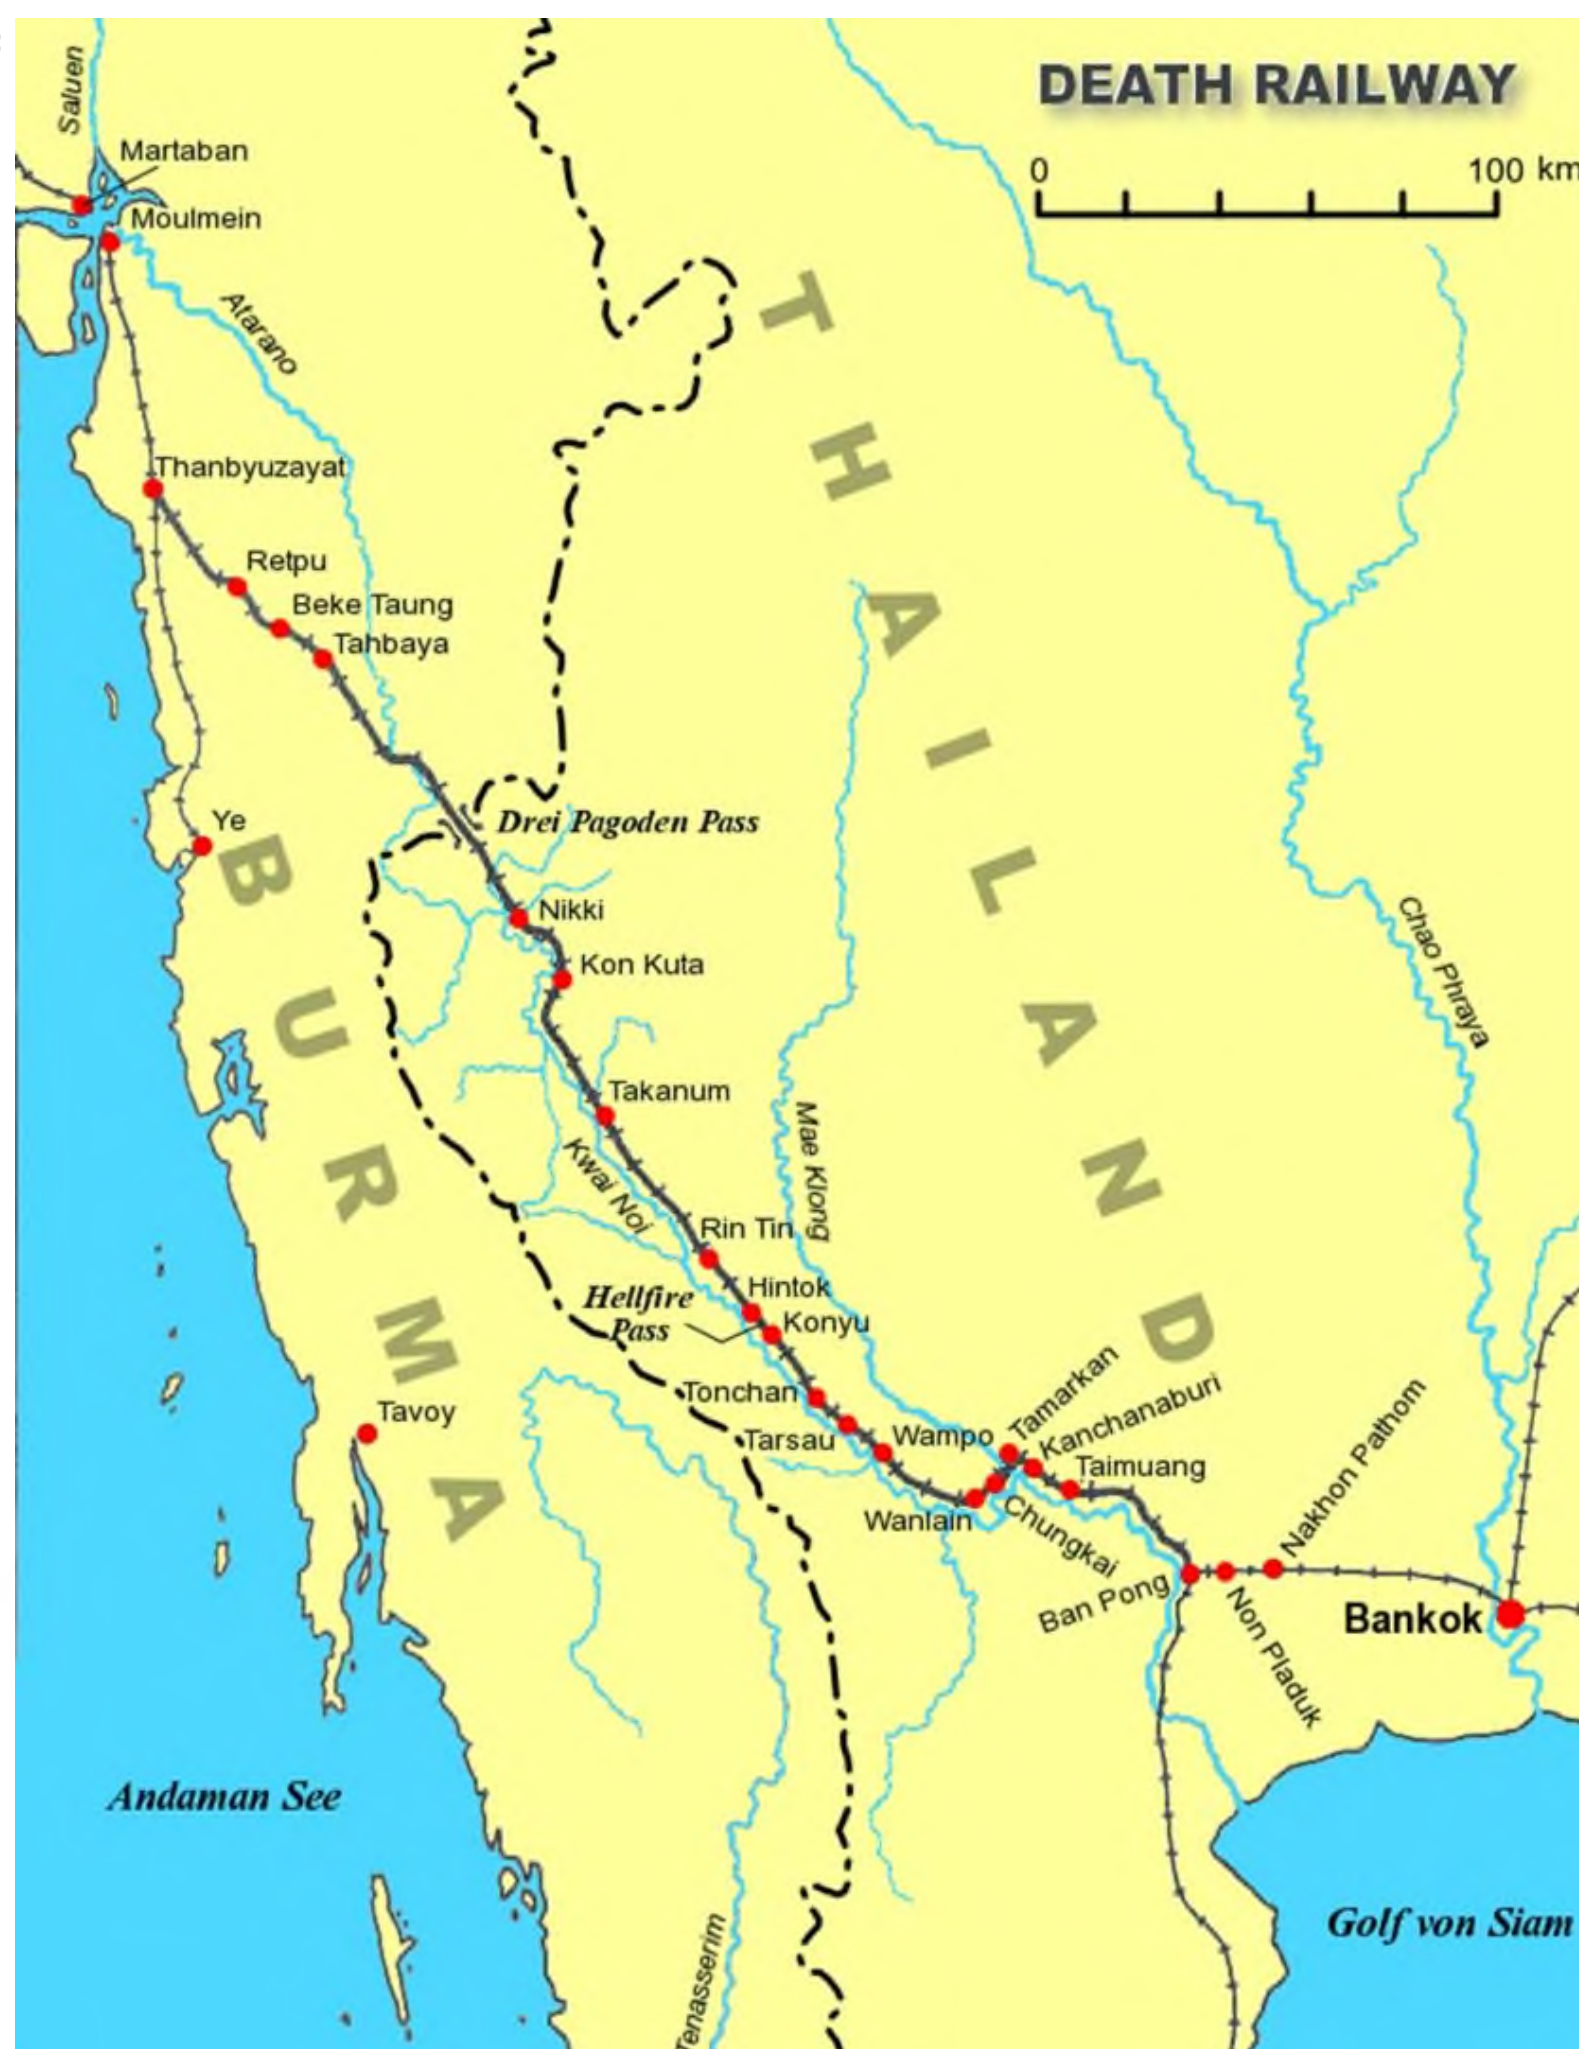 DEATH RAILWAY
0
100 km
Saluen
Martaban
Moulmein
Atarano
THAILAND
Thanbyuzayat
Retpu
Beke Taung
Tahbaya
Ye
Drei Pagoden Pass
BURMA
Nikki
Kon Kuta
Chao Phraya
Takanum
Mae Klong
Kwai Noi
Rin Tin
Hintok
Hellfire
Pass
Konyu
Tonchan
Tamarkan
Kanchanaburi
Tavoy
Tarsau
Wampo
Taimuang
Nakhon Pathom
Wanlain
Chungkai
Ban Pong
Non Pladuk
Bankok
Andaman See
Golf von Siam
Tenasserim